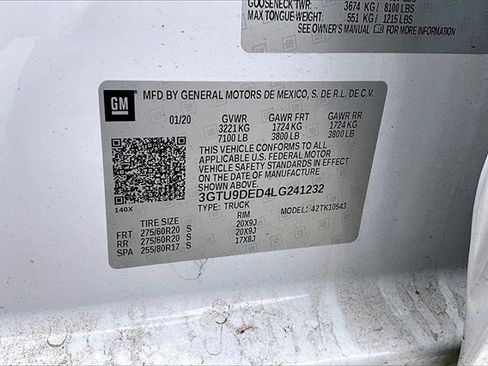 GOOSENECK TWR: 3674 KG / 8100 LBS
MAX TONGUE WEIGHT: 551 KG / 1215 LBS
SEE OWNER'S MANUAL FOR MORE
GM
MFD BY GENERAL MOTORS DE MEXICO, S. DE R.L. DE C.V.
01/20 GVWR GAWR FRT GAWR RR
3221 KG 1724 KG 1724 KG
7100 LB 3800 LB 3800 LB
THIS VEHICLE CONFORMS TO ALL
APPLICABLE U.S. FEDERAL MOTOR
VEHICLE SAFETY STANDARDS IN
EFFECT ON THE DATE OF
MANUFACTURE SHOWN ABOVE.
3GTU9DED4LG241232
140X TYPE: TRUCK MODEL: 42TK10543
TIRE SIZE RIM
FRT 275/60R20 S 20X9J
RR 275/60R20 S 20X9J
SPA 255/80R17 S 17X8J